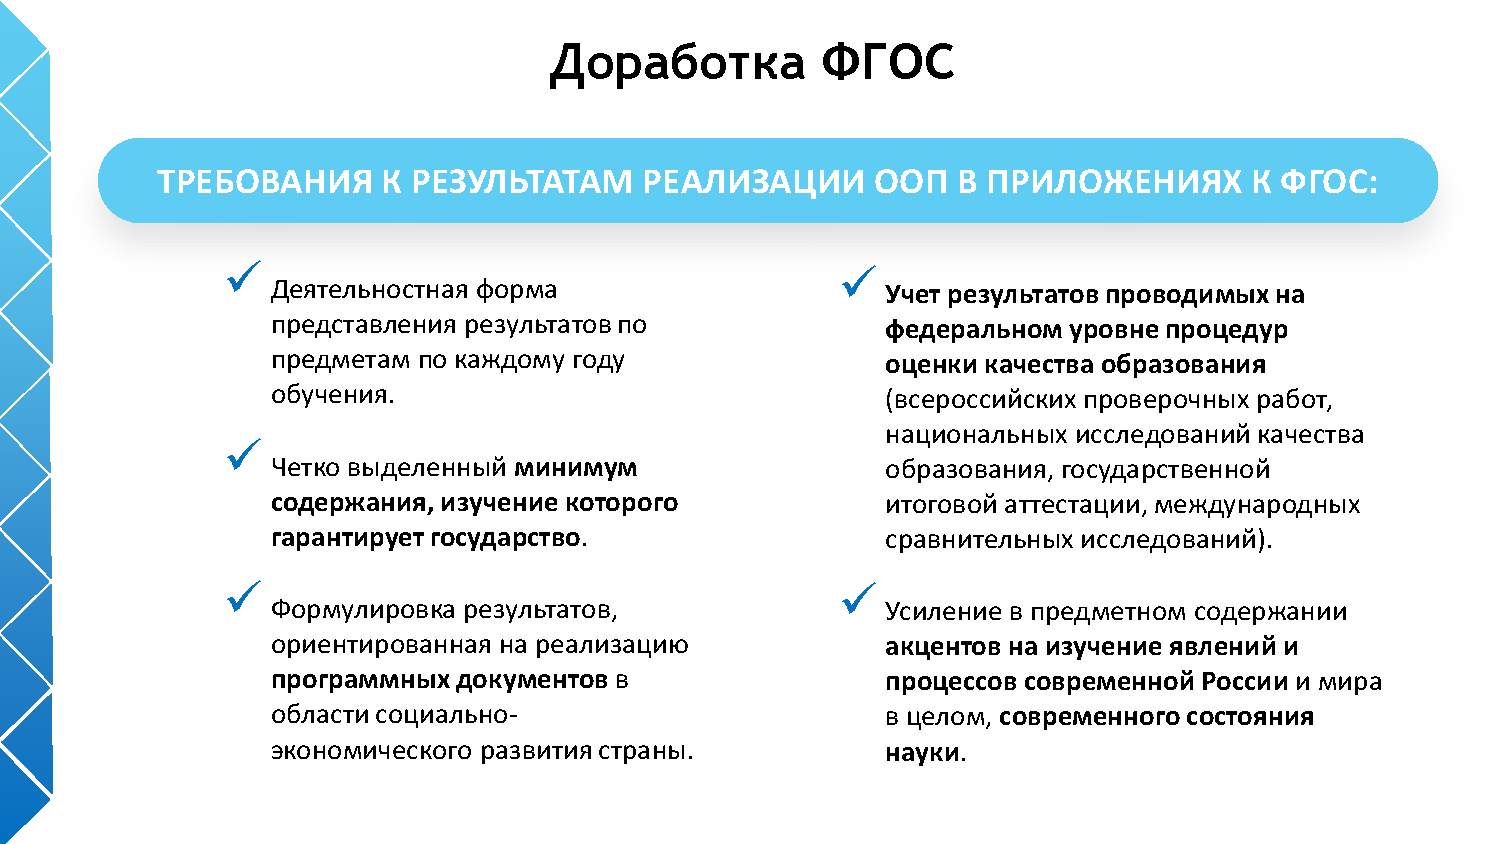 Доработка ФГОС
ТРЕБОВАНИЯ К РЕЗУЛЬТАТАМ РЕАЛИЗАЦИИ ООП В ПРИЛОЖЕНИЯХ К ФГОС:
Деятельностная форма
представления результатов по
предметам по каждому году
обучения.
Четко выделенный минимум
содержания, изучение которого
гарантирует государство.
Формулировка результатов,
ориентированная на реализацию
программных документов в
области социально-
экономического развития страны.
Учет результатов проводимых на
федеральном уровне процедур
оценки качества образования
(всероссийских проверочных работ,
национальных исследований качества
образования, государственной
итоговой аттестации, международных
сравнительных исследований).
Усиление в предметном содержании
акцентов на изучение явлений и
процессов современной России и мира
в целом, современного состояния
науки.